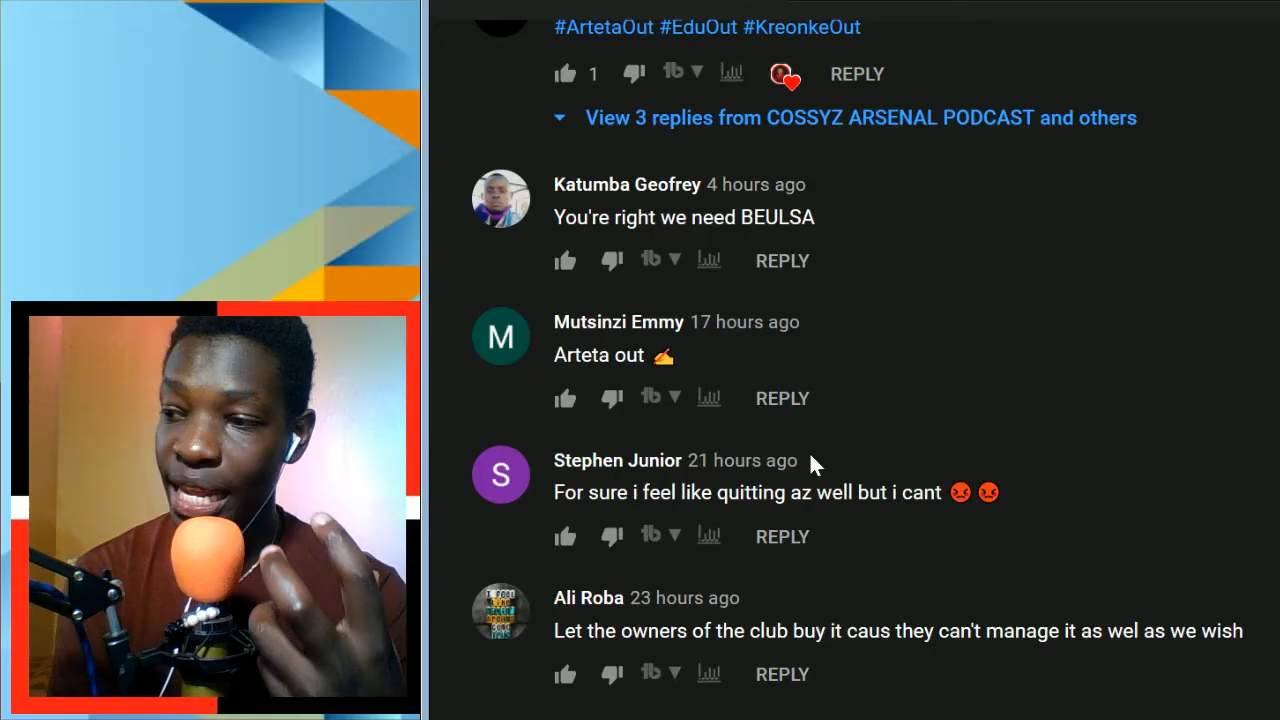 #ArtetaOut #EduOut #KreonkeOut
1 REPLY
View 3 replies from COSSYZ ARSENAL PODCAST and others
Katumba Geofrey 4 hours ago
You're right we need BEULSA
REPLY
M
Mutsinzi Emmy 17 hours ago
Arteta out ✍
REPLY
S
Stephen Junior 21 hours ago
For sure i feel like quitting az well but i cant 😡 😡
REPLY
Ali Roba 23 hours ago
Let the owners of the club buy it caus they can't manage it as wel as we wish
REPLY